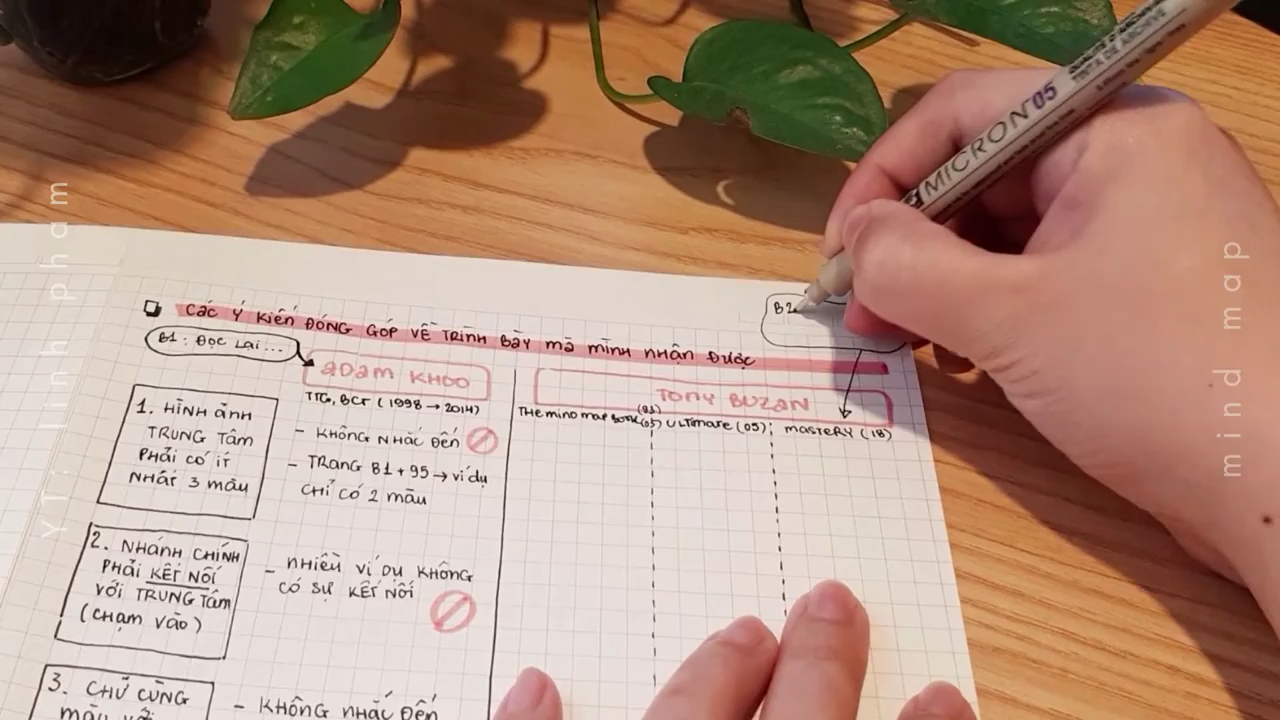 Các ý kiến đóng góp về trình bày mà mình nhận được
B1: Đọc lại...
B2
ADAM KHOO
TONY BUZAN
TTG, BCT (1998 → 2014)
THE mind map book (93)
(05)
ULTIMATE (05)
mastery (18)
1. HÌNH ảnh
TRUNG TÂM
PHẢI có ít
NHẤT 3 màu
- KHÔNG NHẮC ĐẾN
- TRANG 81 + 95 → ví dụ
CHỈ CÓ 2 màu
2. NHÁNH CHÍNH
PHẢI KẾT NỐI
VỚI TRUNG TÂM
(CHẠM VÀO)
- NHIỀU VÍ DỤ KHÔNG
CÓ SỰ KẾT NỐI
3. CHỮ CÙNG
màu với
- KHÔNG NHẮC ĐẾN
MICRON 05
YT: linh pham
mind map